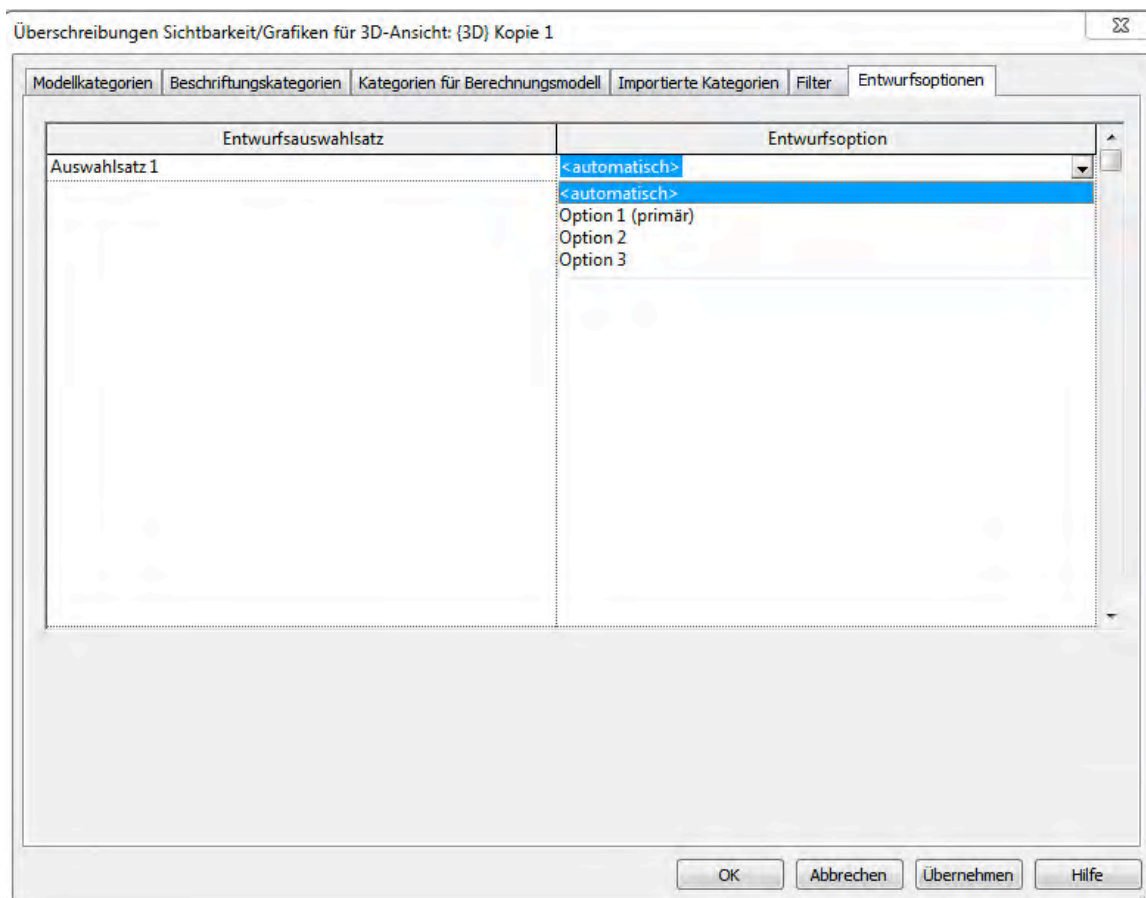 Überschreibungen Sichtbarkeit/Grafiken für 3D-Ansicht: {3D} Kopie 1
Modellkategorien Beschriftungskategorien Kategorien für Berechnungsmodell Importierte Kategorien Filter Entwurfsoptionen
Entwurfsauswahlsatz Entwurfsoption
Auswahlsatz 1 <automatisch>
<automatisch>
Option 1 (primär)
Option 2
Option 3
OK Abbrechen Übernehmen Hilfe